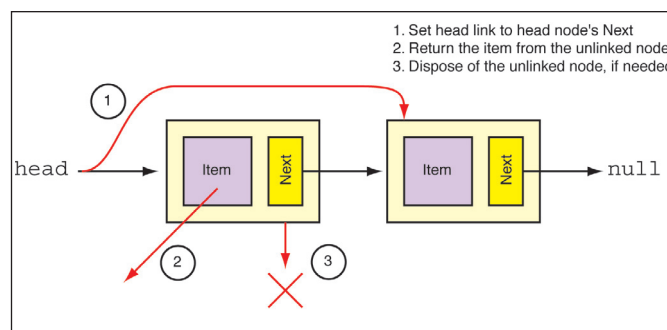 1. Set head link to head node's Next
2. Return the item from the unlinked node
3. Dispose of the unlinked node, if needed
1
head
Item
Next
Item
Next
null
2
3